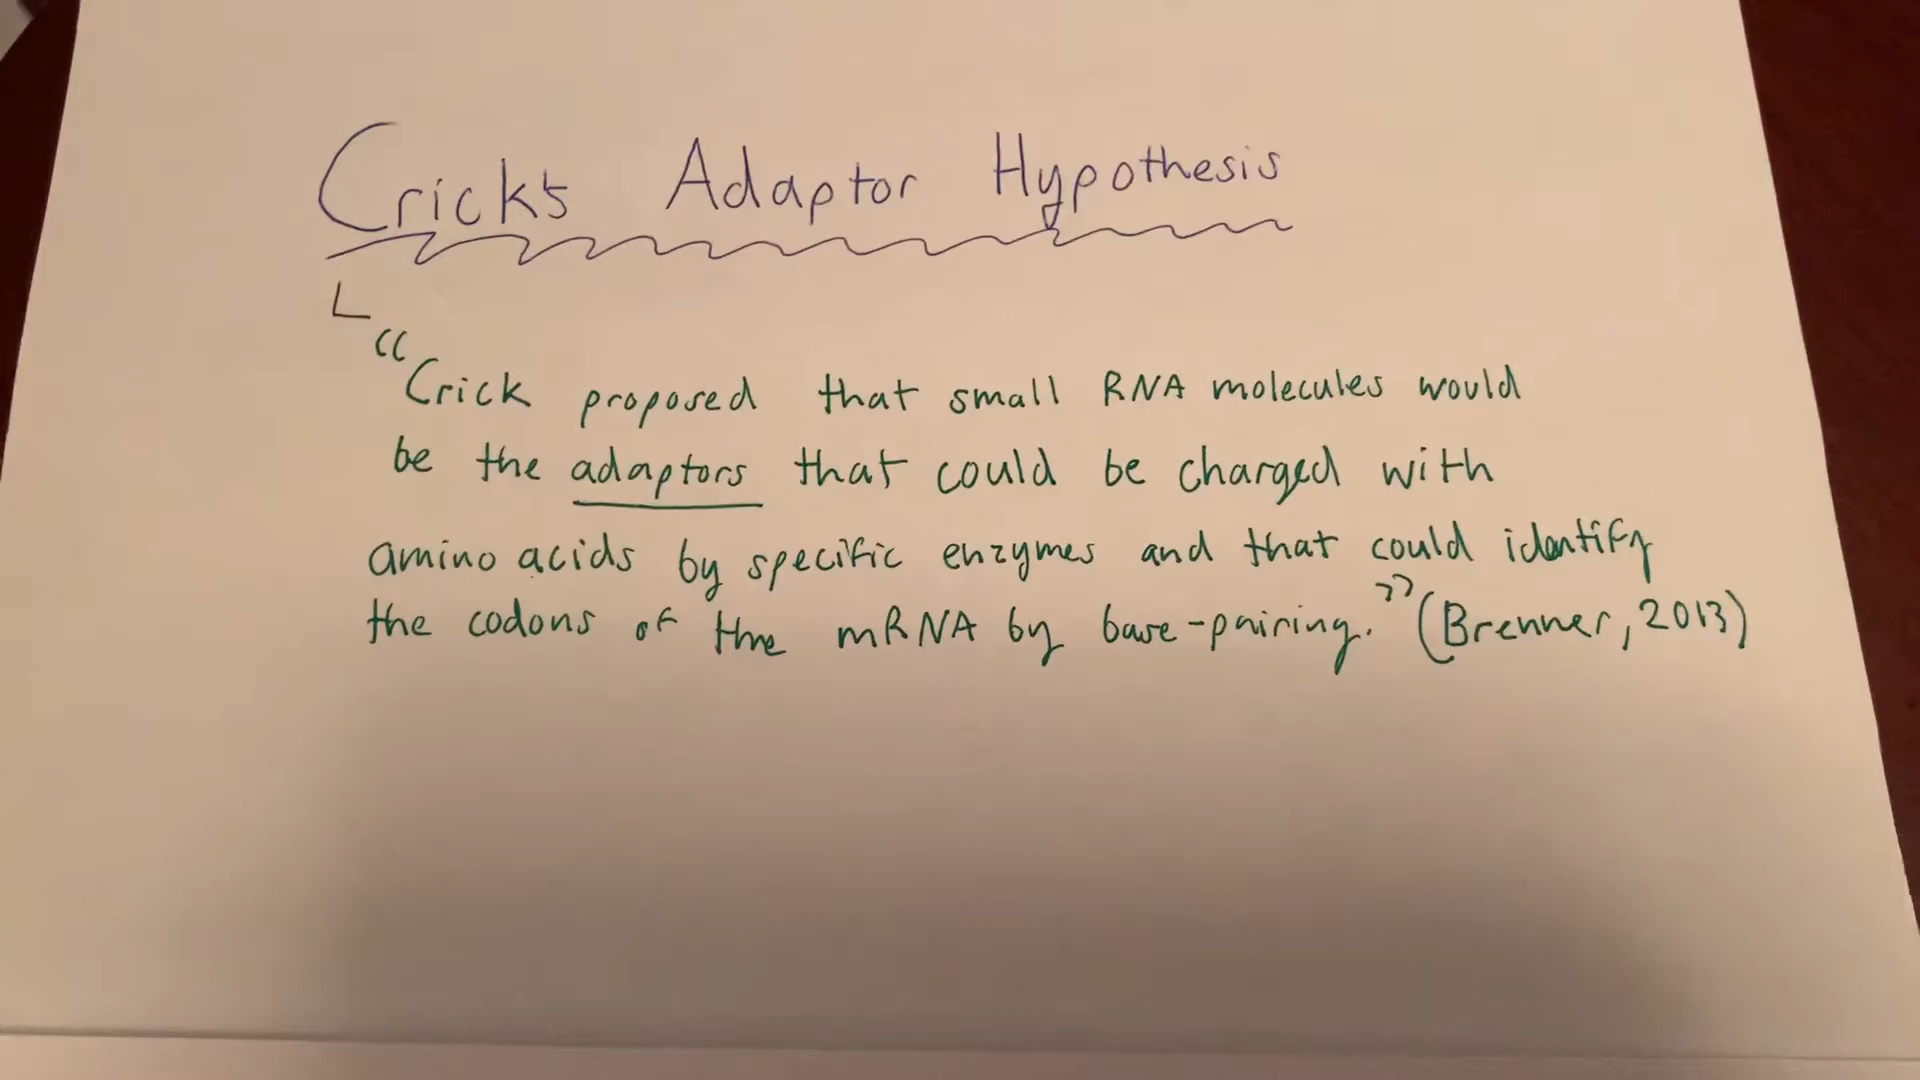 Crick's Adaptor Hypothesis
"Crick proposed that small RNA molecules would
be the adaptors that could be charged with
amino acids by specific enzymes and that could identify
the codons of the mRNA by base-pairing." (Brenner, 2013)